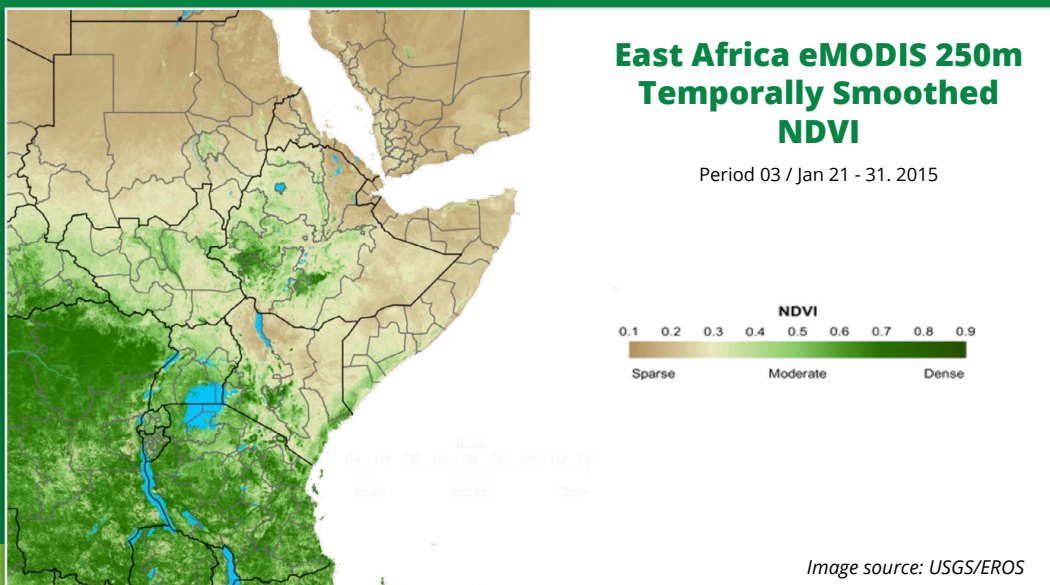 East Africa eMODIS 250m
Temporally Smoothed
NDVI
Period 03 / Jan 21 - 31. 2015
NDVI
0.1 0.2 0.3 0.4 0.5 0.6 0.7 0.8 0.9
Sparse Moderate Dense
Image source: USGS/EROS